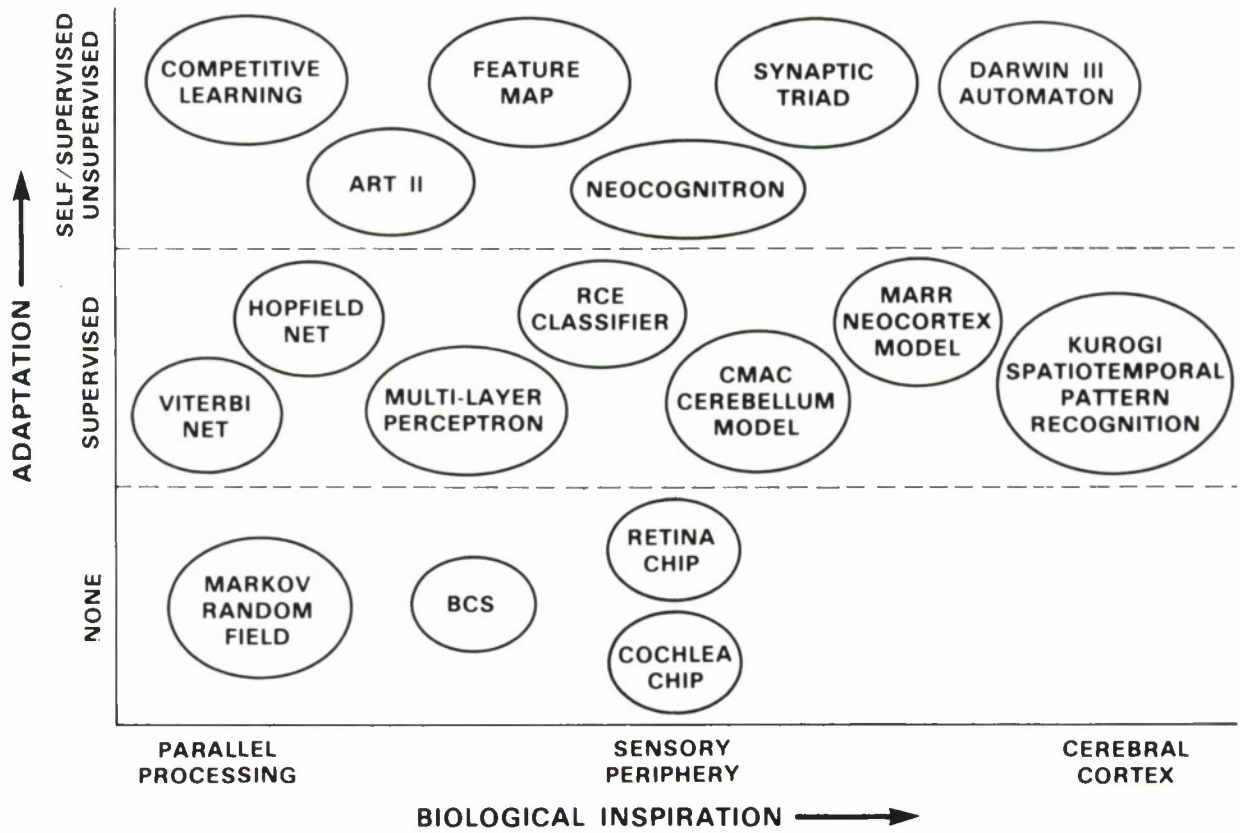 ADAPTATION
SELF/SUPERVISED
UNSUPERVISED
COMPETITIVE
LEARNING
FEATURE
MAP
SYNAPTIC
TRIAD
DARWIN III
AUTOMATON
ART II
NEOCOGNITRON
SUPERVISED
HOPFIELD
NET
RCE
CLASSIFIER
MARR
NEOCORTEX
MODEL
VITERBI
NET
MULTI-LAYER
PERCEPTRON
CMAC
CEREBELLUM
MODEL
KUROGI
SPATIOTEMPORAL
PATTERN
RECOGNITION
NONE
MARKOV
RANDOM
FIELD
BCS
RETINA
CHIP
COCHLEA
CHIP
PARALLEL
PROCESSING
SENSORY
PERIPHERY
CEREBRAL
CORTEX
BIOLOGICAL INSPIRATION